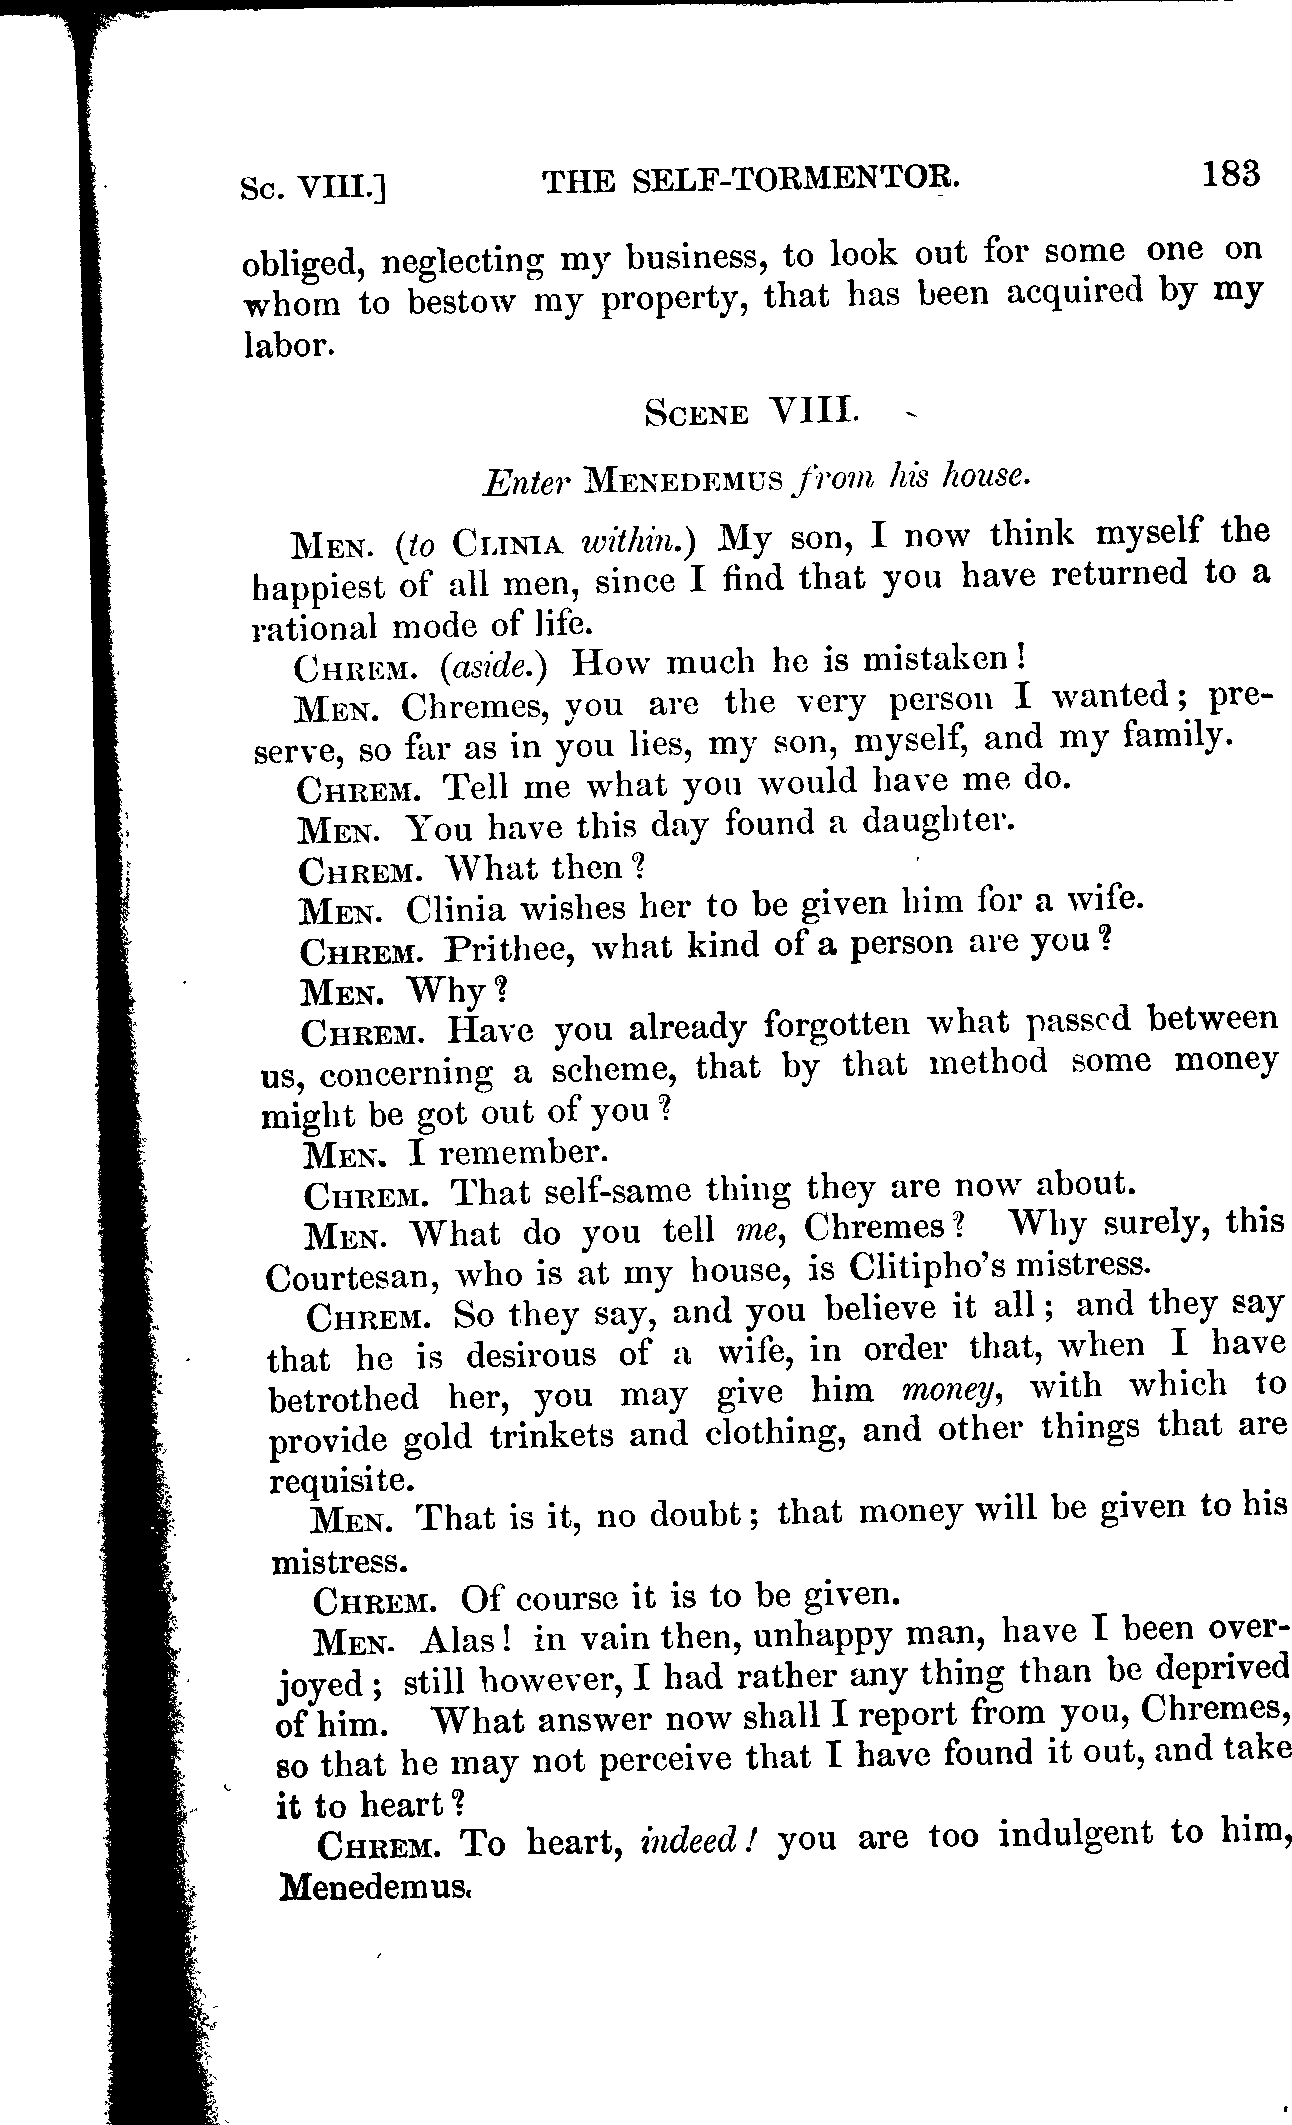 Sc. VIII.] THE SELF-TORMENTOR. 183
obliged, neglecting my business, to look out for some one on
whom to bestow my property, that has been acquired by my
labor.
SCENE VIII.
Enter MENEDEMUS from his house.
MEN. (to CLINIA within.) My son, I now think myself the
happiest of all men, since I find that you have returned to a
rational mode of life.
CHREM. (aside.) How much he is mistaken!
MEN. Chremes, you are the very person I wanted; pre-
serve, so far as in you lies, my son, myself, and my family.
CHREM. Tell me what you would have me do.
MEN. You have this day found a daughter.
CHREM. What then?
MEN. Clinia wishes her to be given him for a wife.
CHREM. Prithee, what kind of a person are you?
MEN. Why?
CHREM. Have you already forgotten what passed between
us, concerning a scheme, that by that method some money
might be got out of you?
MEN. I remember.
CHREM. That self-same thing they are now about.
MEN. What do you tell me, Chremes? Why surely, this
Courtesan, who is at my house, is Clitipho's mistress.
CHREM. So they say, and you believe it all; and they say
that he is desirous of a wife, in order that, when I have
betrothed her, you may give him money, with which to
provide gold trinkets and clothing, and other things that are
requisite.
MEN. That is it, no doubt; that money will be given to his
mistress.
CHREM. Of course it is to be given.
MEN. Alas! in vain then, unhappy man, have I been over-
joyed; still however, I had rather any thing than be deprived
of him. What answer now shall I report from you, Chremes,
so that he may not perceive that I have found it out, and take
it to heart?
CHREM. To heart, indeed! you are too indulgent to him,
Menedemus.